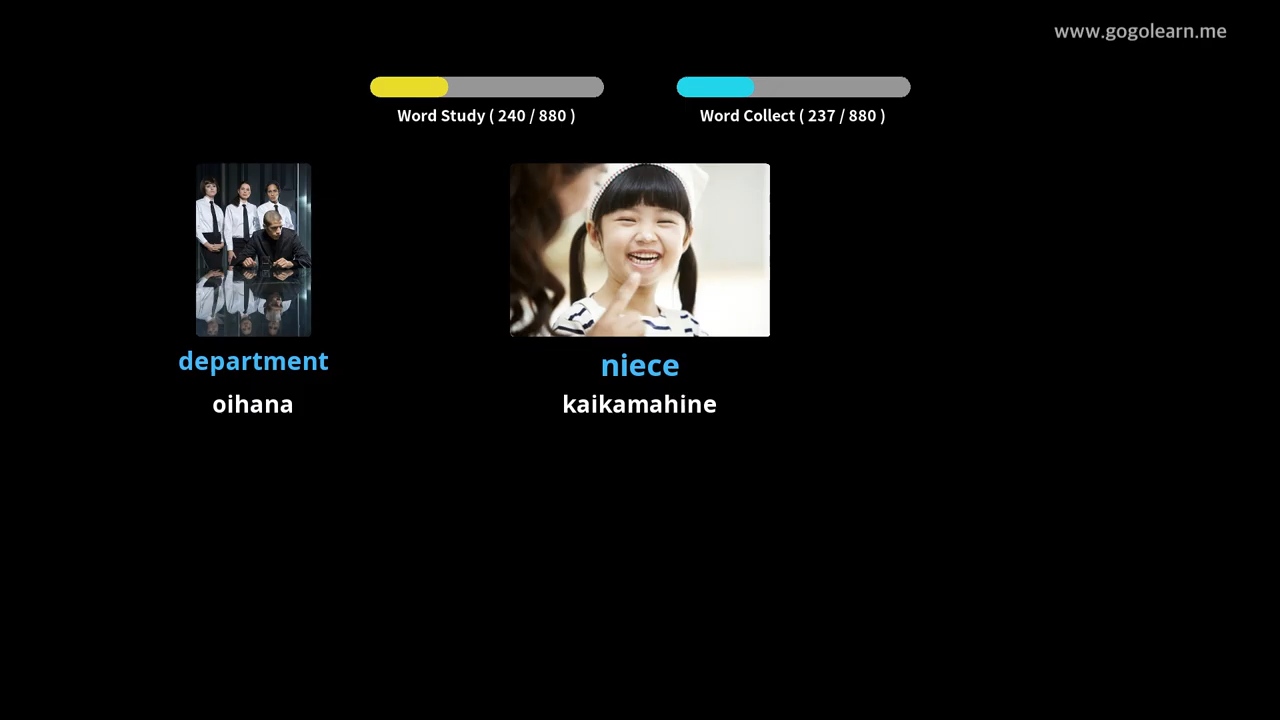 www.gogolearn.me
Word Study ( 240 / 880 )
Word Collect ( 237 / 880 )
department
oihana
niece
kaikamahine